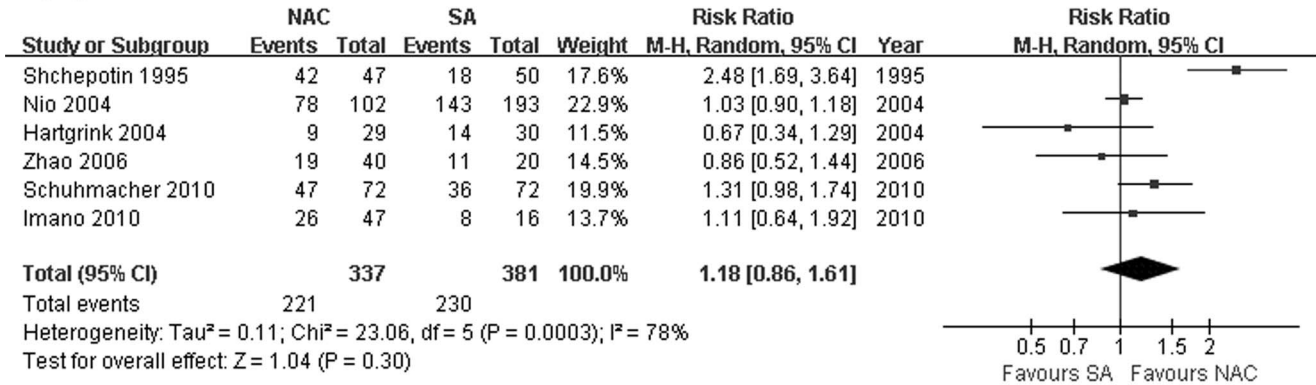 NAC SA Risk Ratio Risk Ratio
Study or Subgroup Events Total Events Total Weight M-H, Random, 95% CI Year M-H, Random, 95% CI
Shchepotin 1995 42 47 18 50 17.6% 2.48 [1.69, 3.64] 1995
Nio 2004 78 102 143 193 22.9% 1.03 [0.90, 1.18] 2004
Hartgrink 2004 9 29 14 30 11.5% 0.67 [0.34, 1.29] 2004
Zhao 2006 19 40 11 20 14.5% 0.86 [0.52, 1.44] 2006
Schuhmacher 2010 47 72 36 72 19.9% 1.31 [0.98, 1.74] 2010
Imano 2010 26 47 8 16 13.7% 1.11 [0.64, 1.92] 2010
Total (95% CI) 337 381 100.0% 1.18 [0.86, 1.61]
Total events 221 230
Heterogeneity: Tau² = 0.11; Chi² = 23.06, df = 5 (P = 0.0003); I² = 78%
Test for overall effect: Z = 1.04 (P = 0.30)
0.5 0.7 1 1.5 2
Favours SA Favours NAC